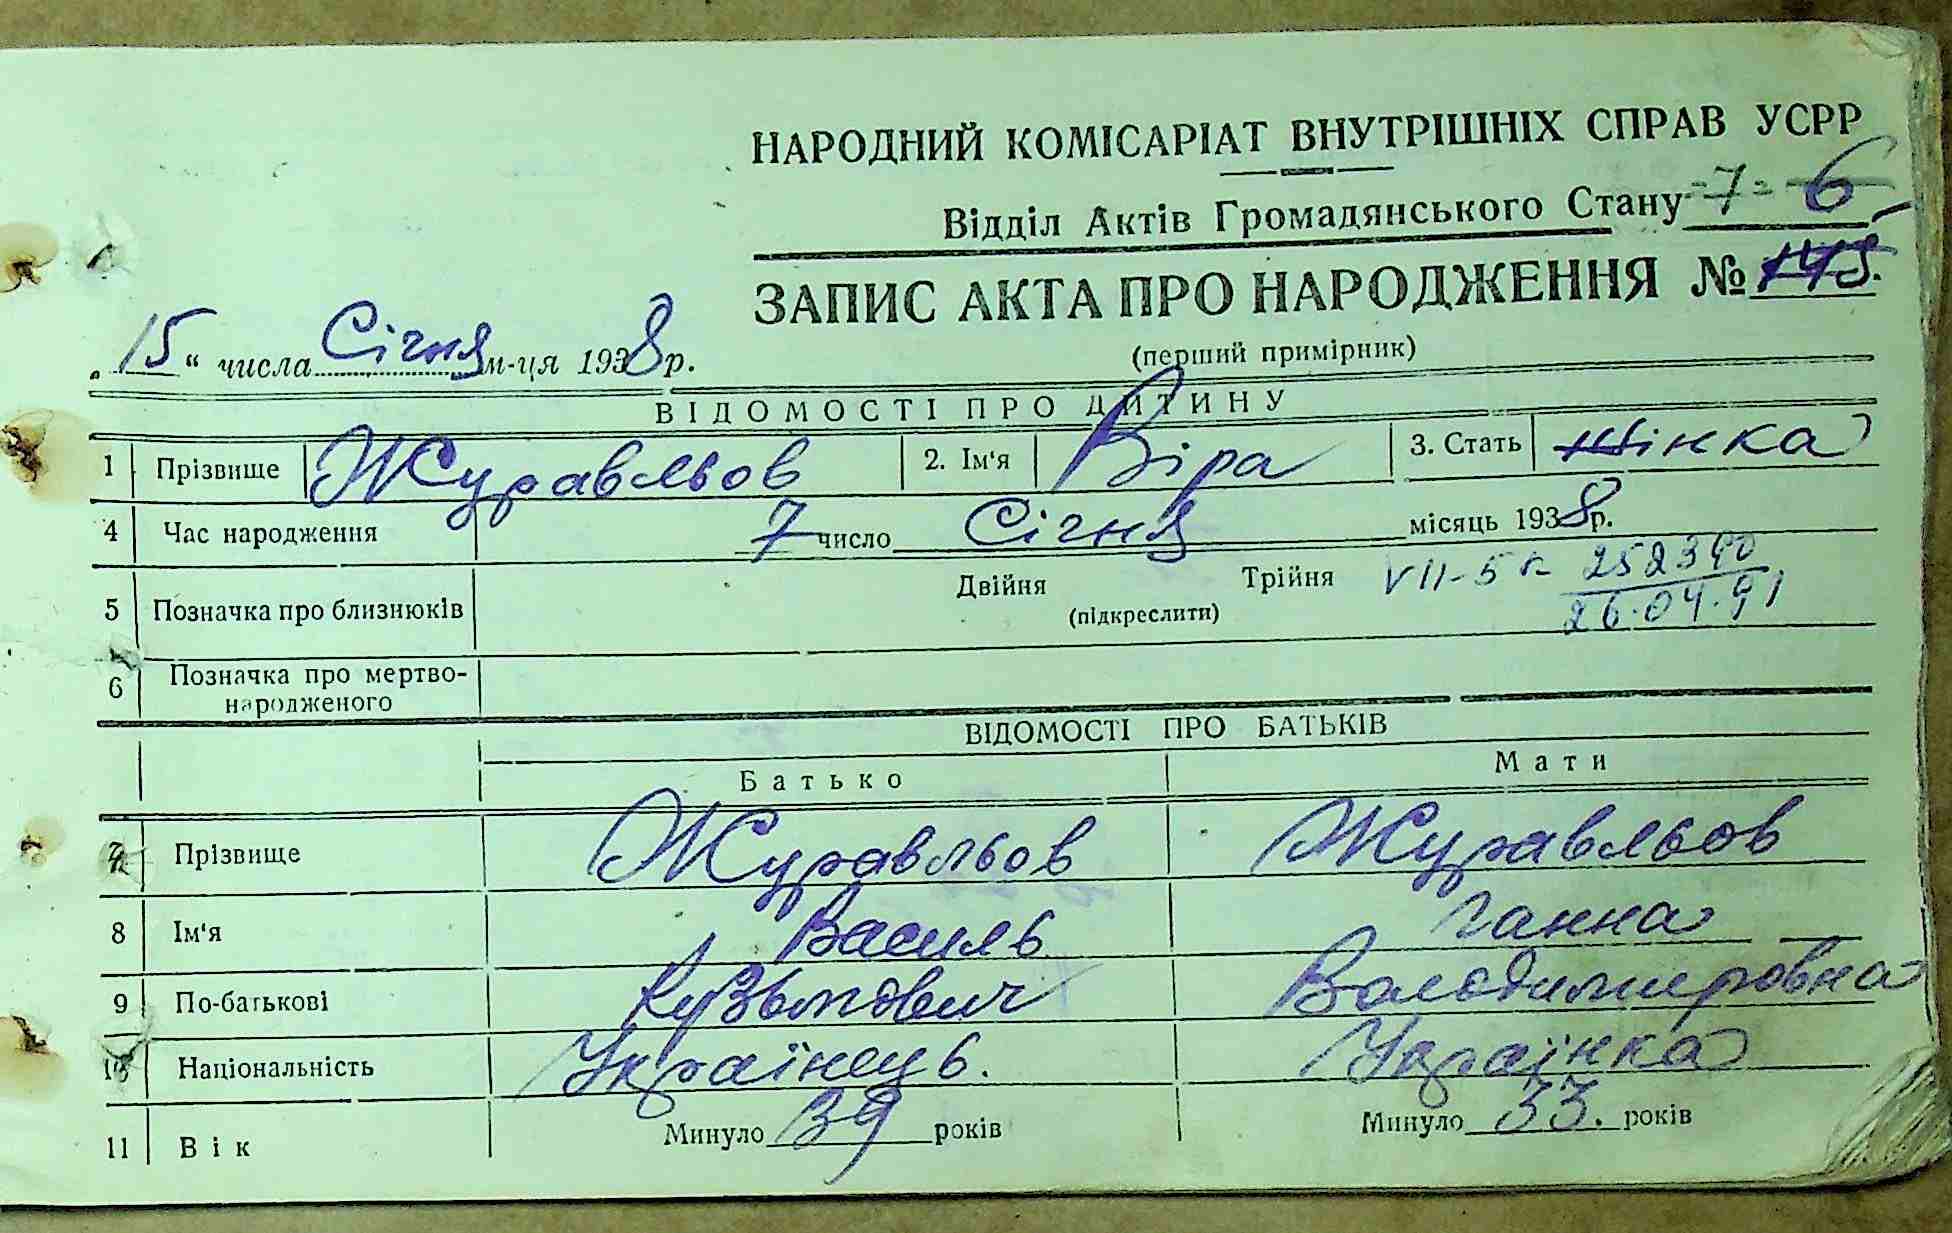 НАРОДНИЙ КОМІСАРІАТ ВНУТРІШНІХ СПРАВ УСРР
Відділ Актів Громадянського Стану =7= 6
ЗАПИС АКТА ПРО НАРОДЖЕННЯ №
„15“ числа Січня м-ця 1938 р.
(перший примірник)
ВІДОМОСТІ ПРО ДИТИНУ
1 Прізвище Журавльов 2. Ім'я Віра 3. Стать жінка
4 Час народження 7 число Січня місяць 1938 р.
5 Позначка про близнюків Двійня Трійня VII-5 252340
(підкреслити) 26.04.91
6 Позначка про мертво-
народженого
ВІДОМОСТІ ПРО БАТЬКІВ
Батько Мати
7 Прізвище Журавльов Журавльов
8 Ім'я Василь Ганна
9 По-батькові Кузьмович Володимировна
10 Національність Українець. Українка
11 Вік Минуло 39 років Минуло 33. років